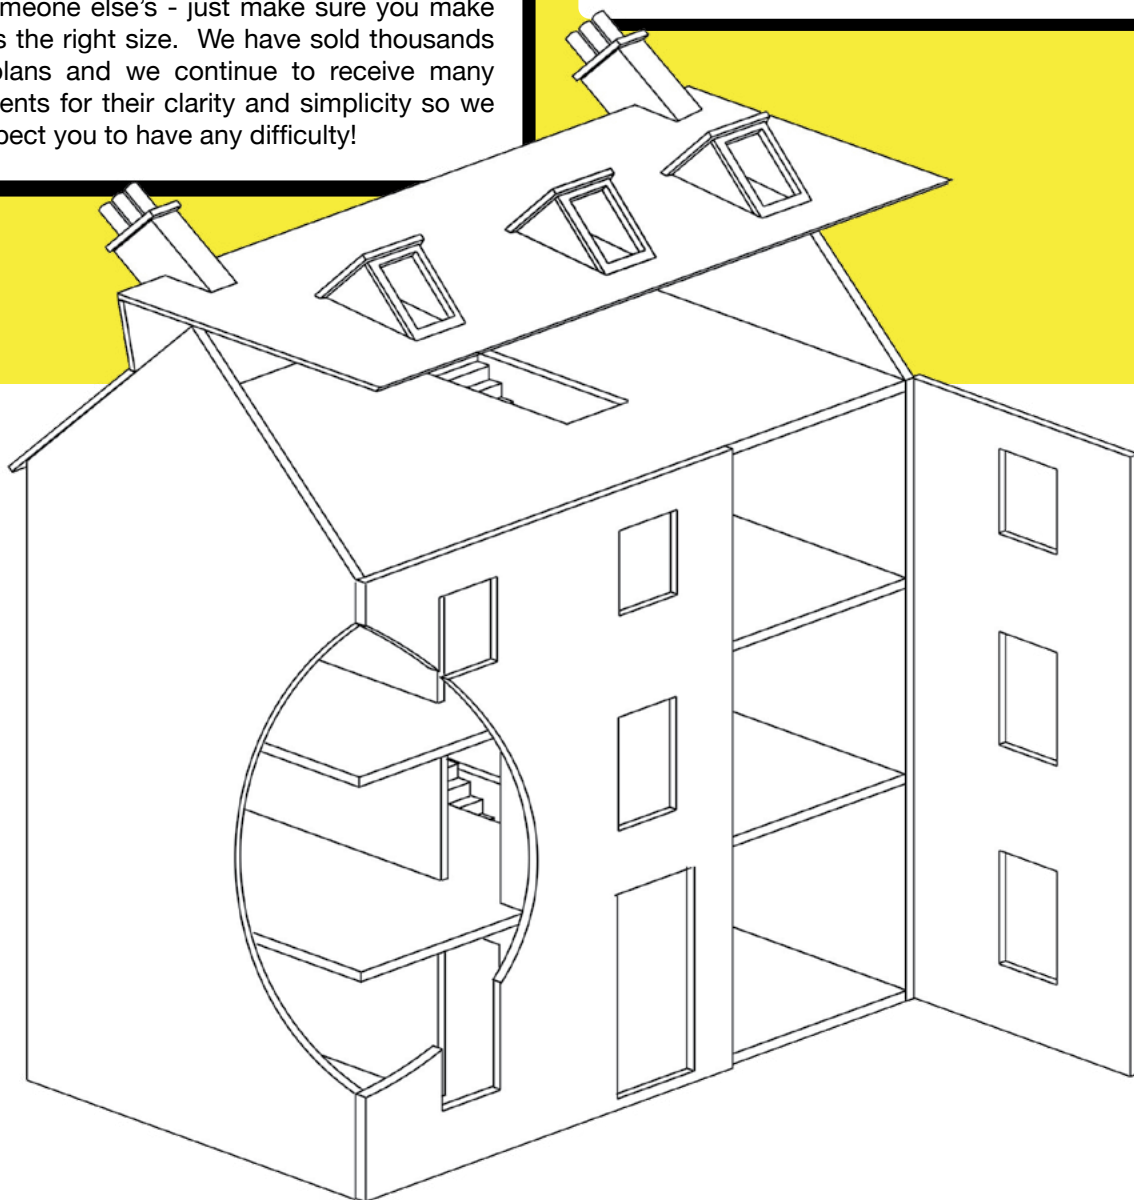 meone else's - just make sure you make
s the right size. We have sold thousands
plans and we continue to receive many
ents for their clarity and simplicity so we
pect you to have any difficulty!